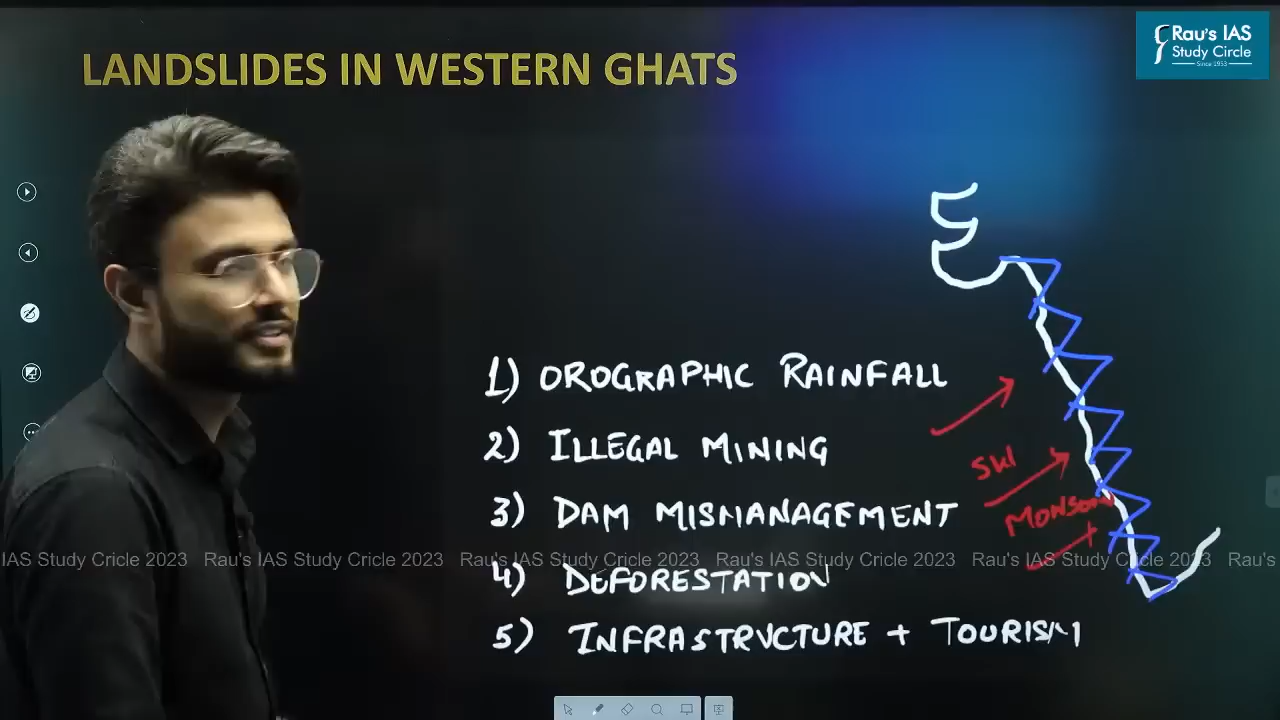 LANDSLIDES IN WESTERN GHATS
Rau's IAS
Study Circle
Since 1953
1) OROGRAPHIC RAINFALL
2) ILLEGAL MINING
SW
3) DAM MISMANAGEMENT
MONSOON
IAS Study Cricle 2023 Rau's IAS Study Cricle 2023 Rau's IAS Study Cricle 2023 Rau's IAS Study Cricle 2023 Rau's IAS Study Cricle 2023 Rau's
4) DEFORESTATION
5) INFRASTRUCTURE + TOURISM